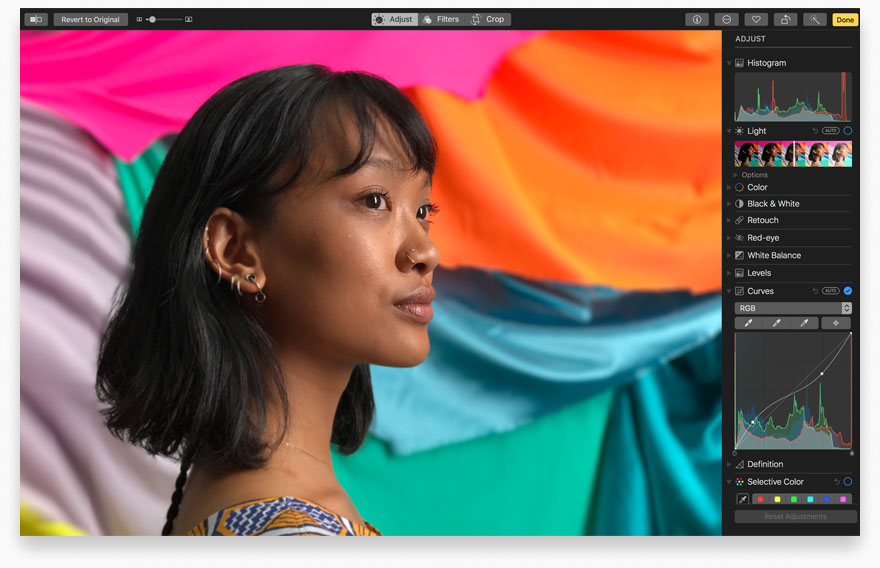 Revert to Original
Adjust
Filters
Crop
Done
ADJUST
Histogram
Light
AUTO
Options
Color
Black & White
Retouch
Red-eye
White Balance
Levels
Curves
AUTO
RGB
Definition
Selective Color
Reset Adjustments